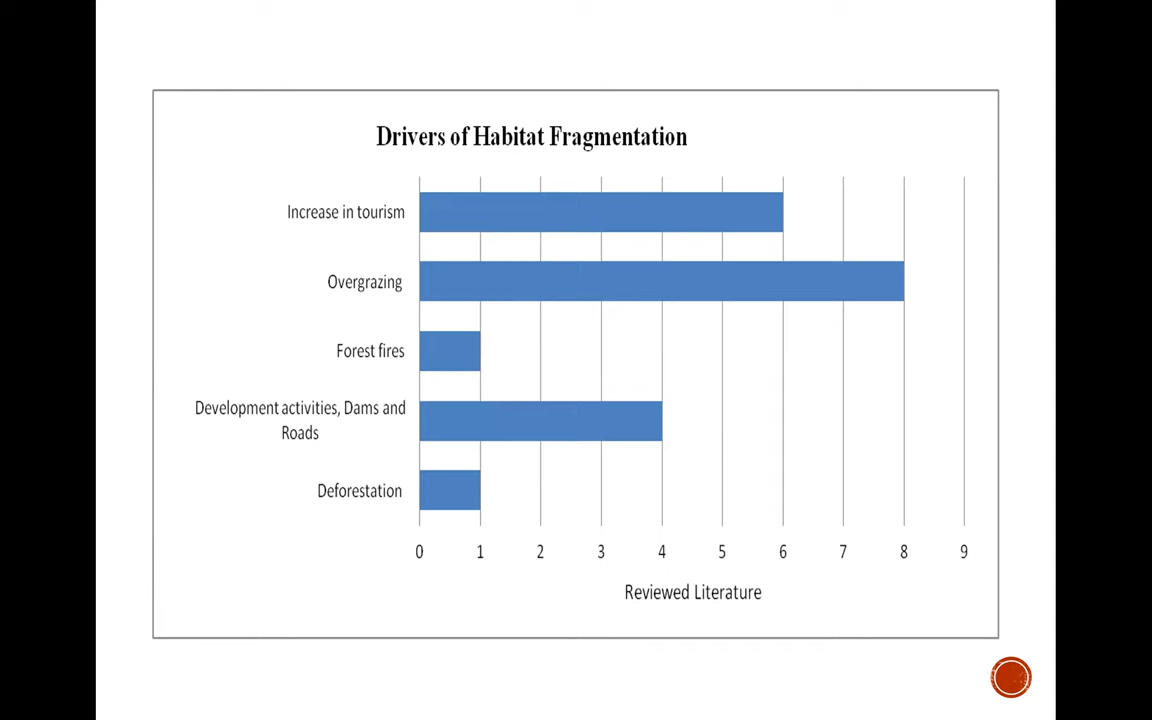 Drivers of Habitat Fragmentation
Increase in tourism
Overgrazing
Forest fires
Development activities, Dams and
Roads
Deforestation
0 1 2 3 4 5 6 7 8 9
Reviewed Literature